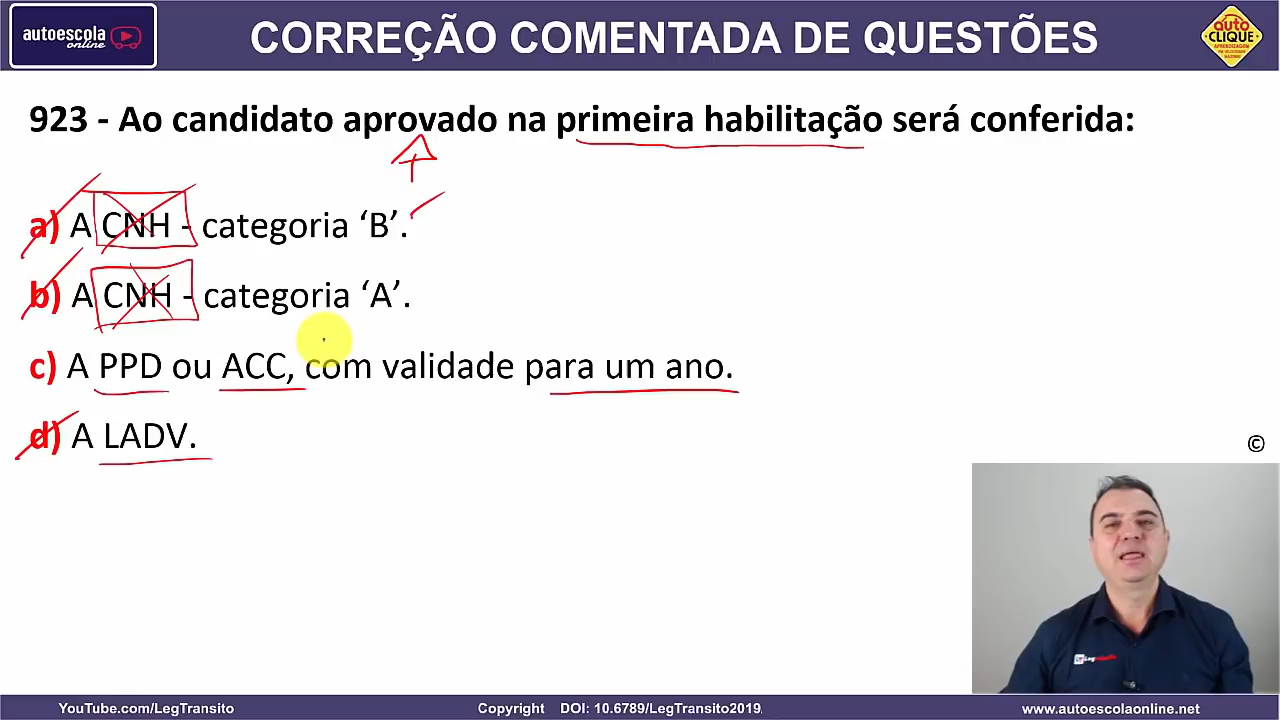 autoescola
online
CORREÇÃO COMENTADA DE QUESTÕES
auto
CLIQUE
923 - Ao candidato aprovado na primeira habilitação será conferida:
a) A CNH - categoria ‘B’.
b) A CNH - categoria ‘A’.
c) A PPD ou ACC, com validade para um ano.
d) A LADV.
©
YouTube.com/LegTransito
Copyright DOI: 10.6789/LegTransito2019
www.autoescolaonline.net